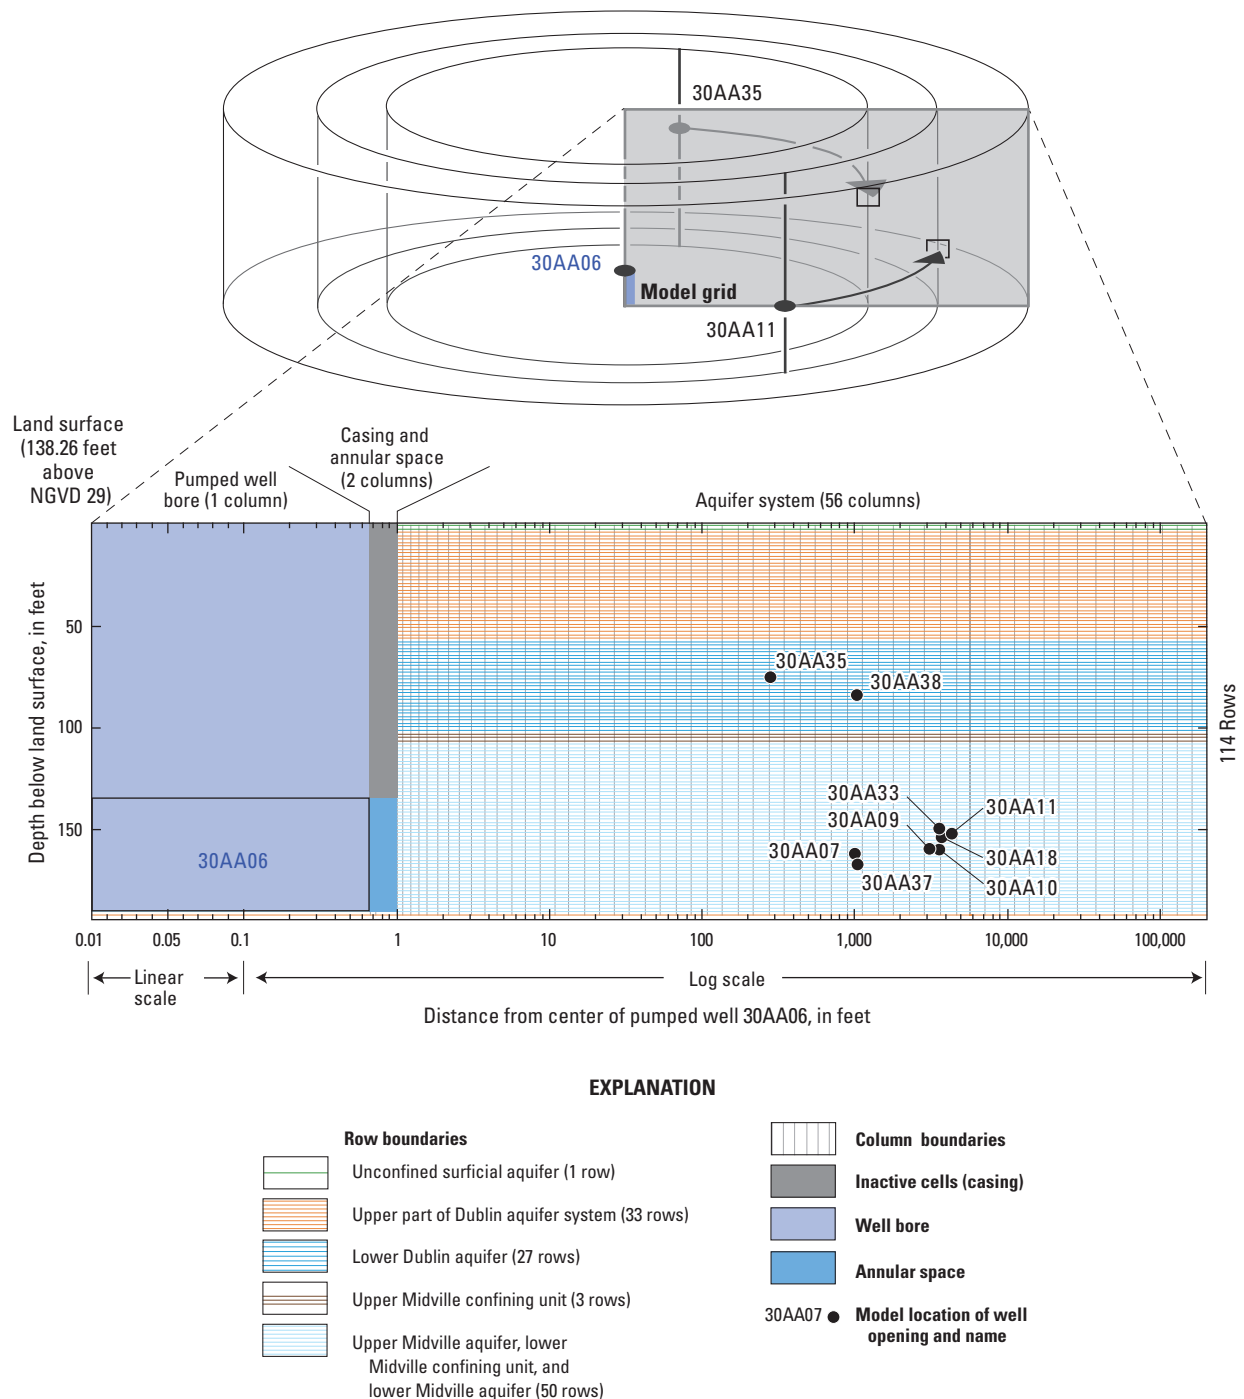 30AA35
30AA06
Model grid
30AA11
Land surface
(138.26 feet
above
NGVD 29)
Pumped well
bore (1 column)
Casing and
annular space
(2 columns)
Aquifer system (56 columns)
Depth below land surface, in feet
50
100
150
114 Rows
30AA35
30AA38
30AA33
30AA11
30AA09
30AA07
30AA18
30AA37
30AA10
30AA06
0.01 0.05 0.1 1 10 100 1,000 10,000 100,000
Linear
scale
Log scale
Distance from center of pumped well 30AA06, in feet
EXPLANATION
Row boundaries
Unconfined surficial aquifer (1 row)
Upper part of Dublin aquifer system (33 rows)
Lower Dublin aquifer (27 rows)
Upper Midville confining unit (3 rows)
Upper Midville aquifer, lower
Midville confining unit, and
lower Midville aquifer (50 rows)
Column boundaries
Inactive cells (casing)
Well bore
Annular space
30AA07
Model location of well
opening and name